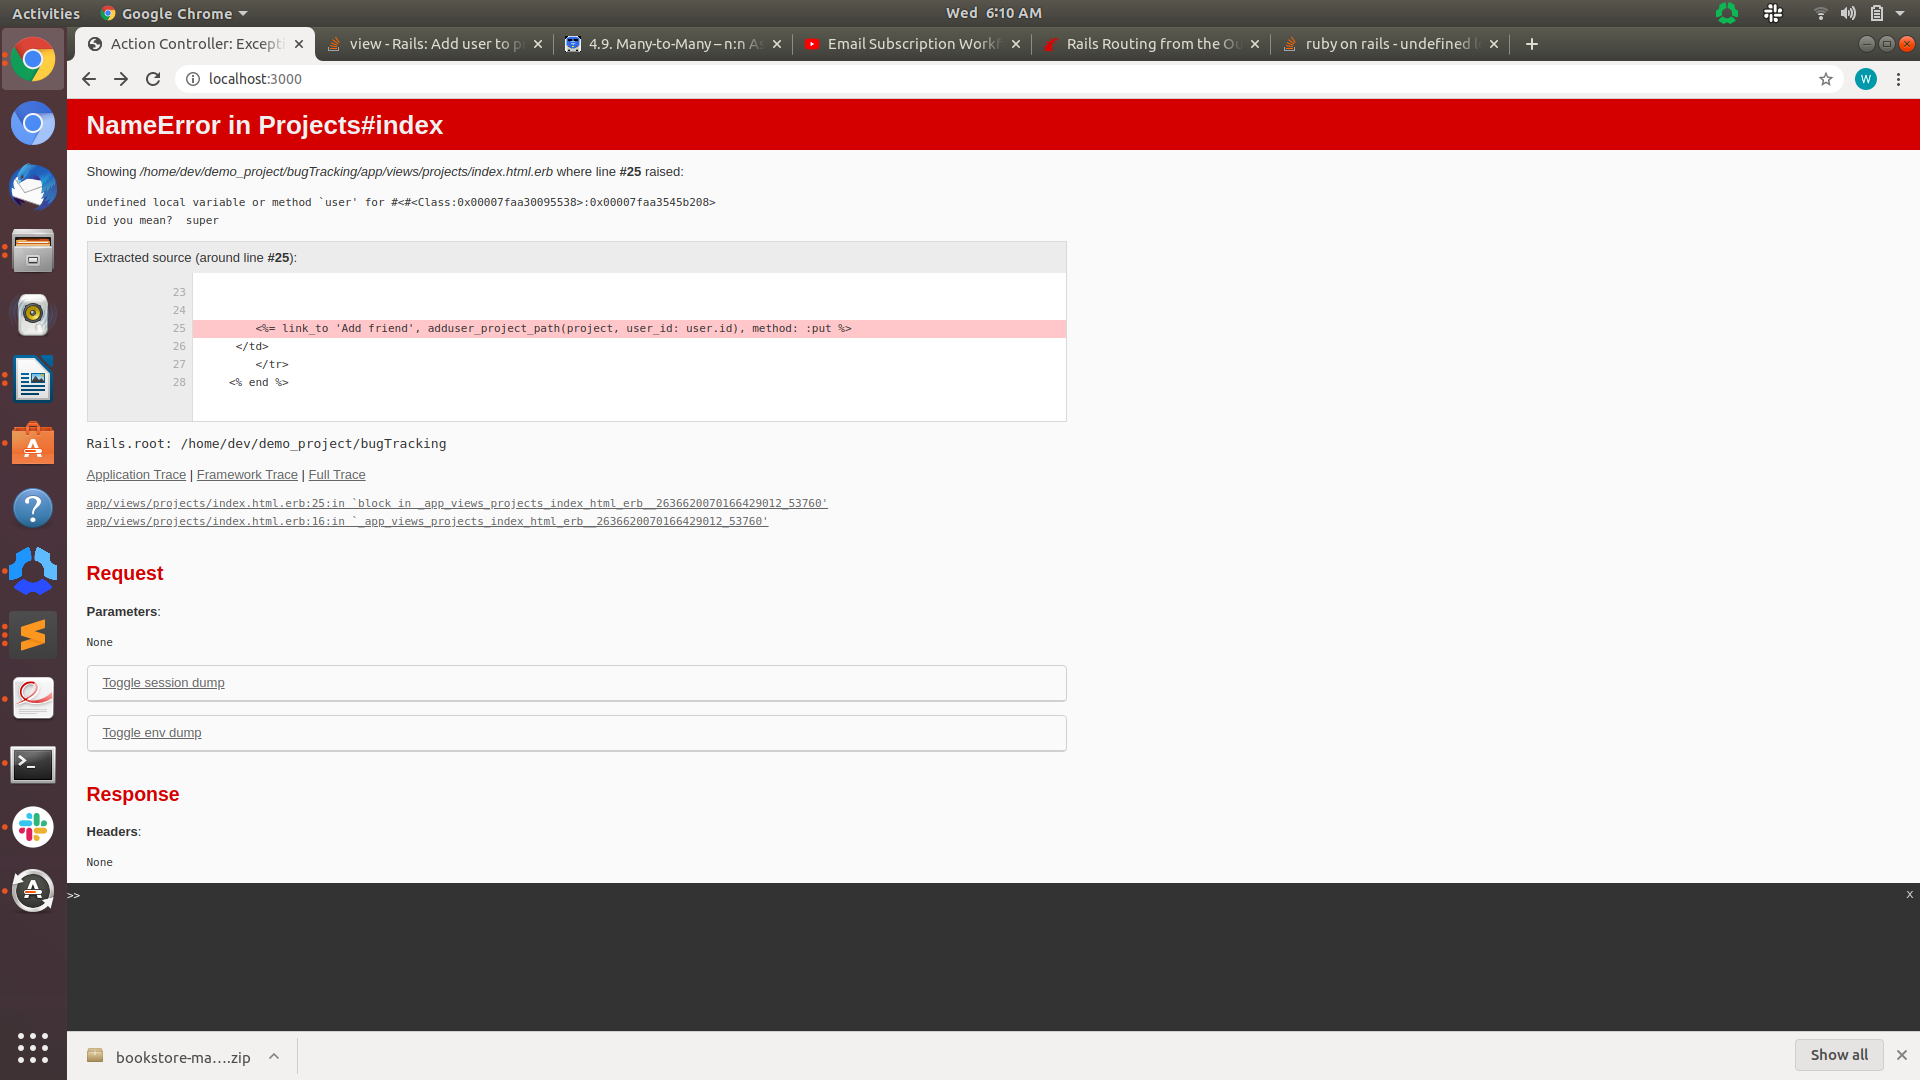 Activities Google Chrome Wed 6:10 AM
Action Controller: Excepti view - Rails: Add user to p 4.9. Many-to-Many – n:n As Email Subscription Workf Rails Routing from the Ou ruby on rails - undefined l
localhost:3000 W
NameError in Projects#index
Showing /home/dev/demo_project/bugTracking/app/views/projects/index.html.erb where line #25 raised:
undefined local variable or method `user' for #<#<Class:0x00007faa30095538>:0x00007faa3545b208>
Did you mean?  super
Extracted source (around line #25):
23
24
25 <%= link_to 'Add friend', adduser_project_path(project, user_id: user.id), method: :put %>
26 </td>
27 </tr>
28 <% end %>
Rails.root: /home/dev/demo_project/bugTracking
Application Trace | Framework Trace | Full Trace
app/views/projects/index.html.erb:25:in `block in _app_views_projects_index_html_erb__2636620070166429012_53760'
app/views/projects/index.html.erb:16:in `_app_views_projects_index_html_erb__2636620070166429012_53760'
Request
Parameters:
None
Toggle session dump
Toggle env dump
Response
Headers:
None
>> x
bookstore-ma....zip Show all